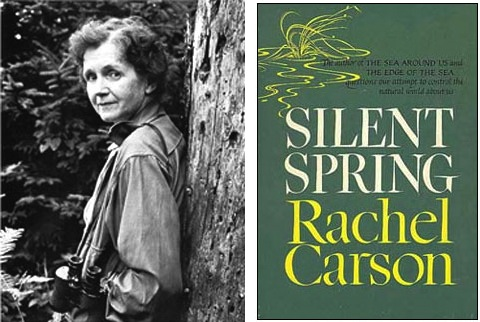 The author of THE SEA AROUND US and
THE EDGE OF THE SEA
questions our attempt to control the
natural world about us
SILENT
SPRING
Rachel
Carson